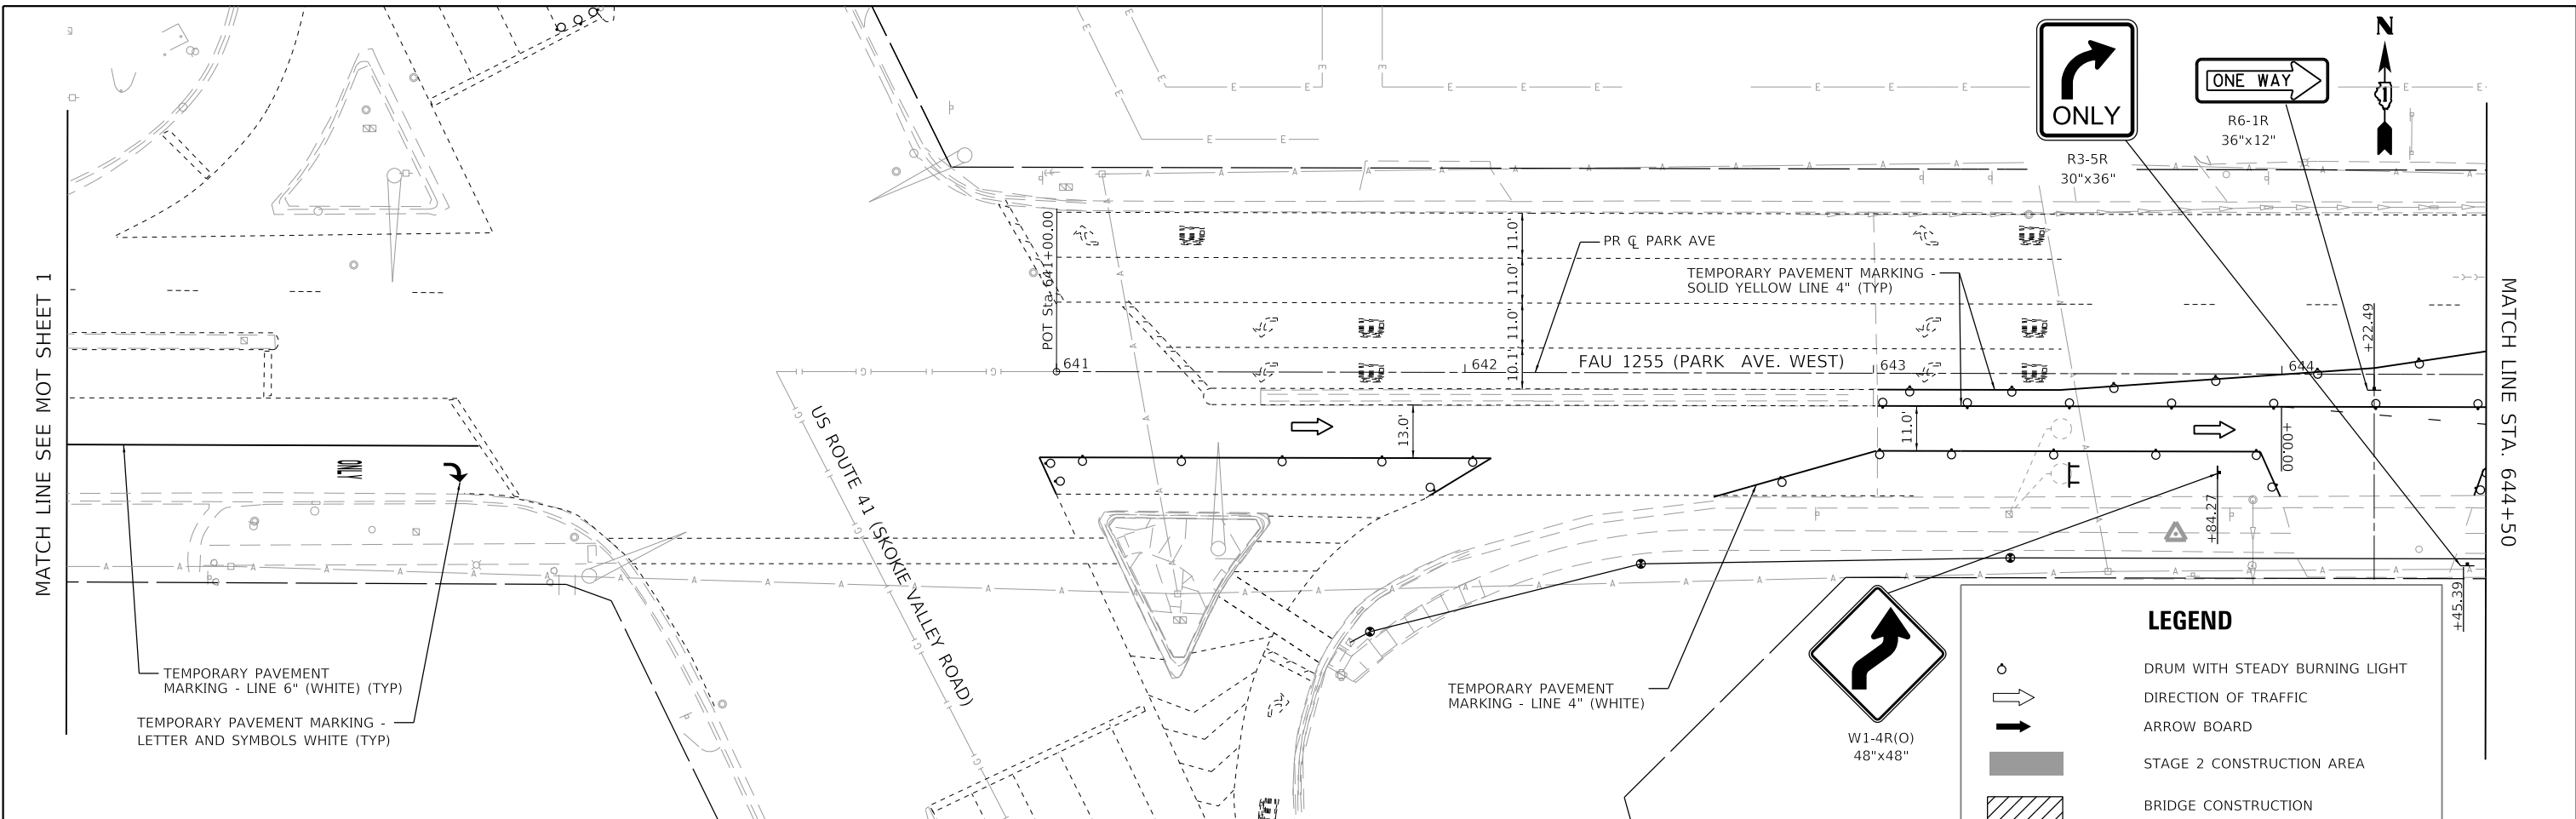 MATCH LINE SEE MOT SHEET 1
ONLY
R3-5R
30"x36"
ONE WAY
R6-1R
36"x12"
N
POT Sta 641+00.00
11.0'
11.0'
11.0'
10.1'
PR ℄ PARK AVE
TEMPORARY PAVEMENT MARKING -
SOLID YELLOW LINE 4" (TYP)
641
642
FAU 1255 (PARK AVE. WEST)
643
644
+22.49
13.0'
11.0'
+00.00
+84.27
+45.39
US ROUTE 41 (SKOKIE VALLEY ROAD)
MATCH LINE STA. 644+50
TEMPORARY PAVEMENT
MARKING - LINE 6" (WHITE) (TYP)
TEMPORARY PAVEMENT MARKING -
LETTER AND SYMBOLS WHITE (TYP)
TEMPORARY PAVEMENT
MARKING - LINE 4" (WHITE)
W1-4R(O)
48"x48"
LEGEND
DRUM WITH STEADY BURNING LIGHT
DIRECTION OF TRAFFIC
ARROW BOARD
STAGE 2 CONSTRUCTION AREA
BRIDGE CONSTRUCTION